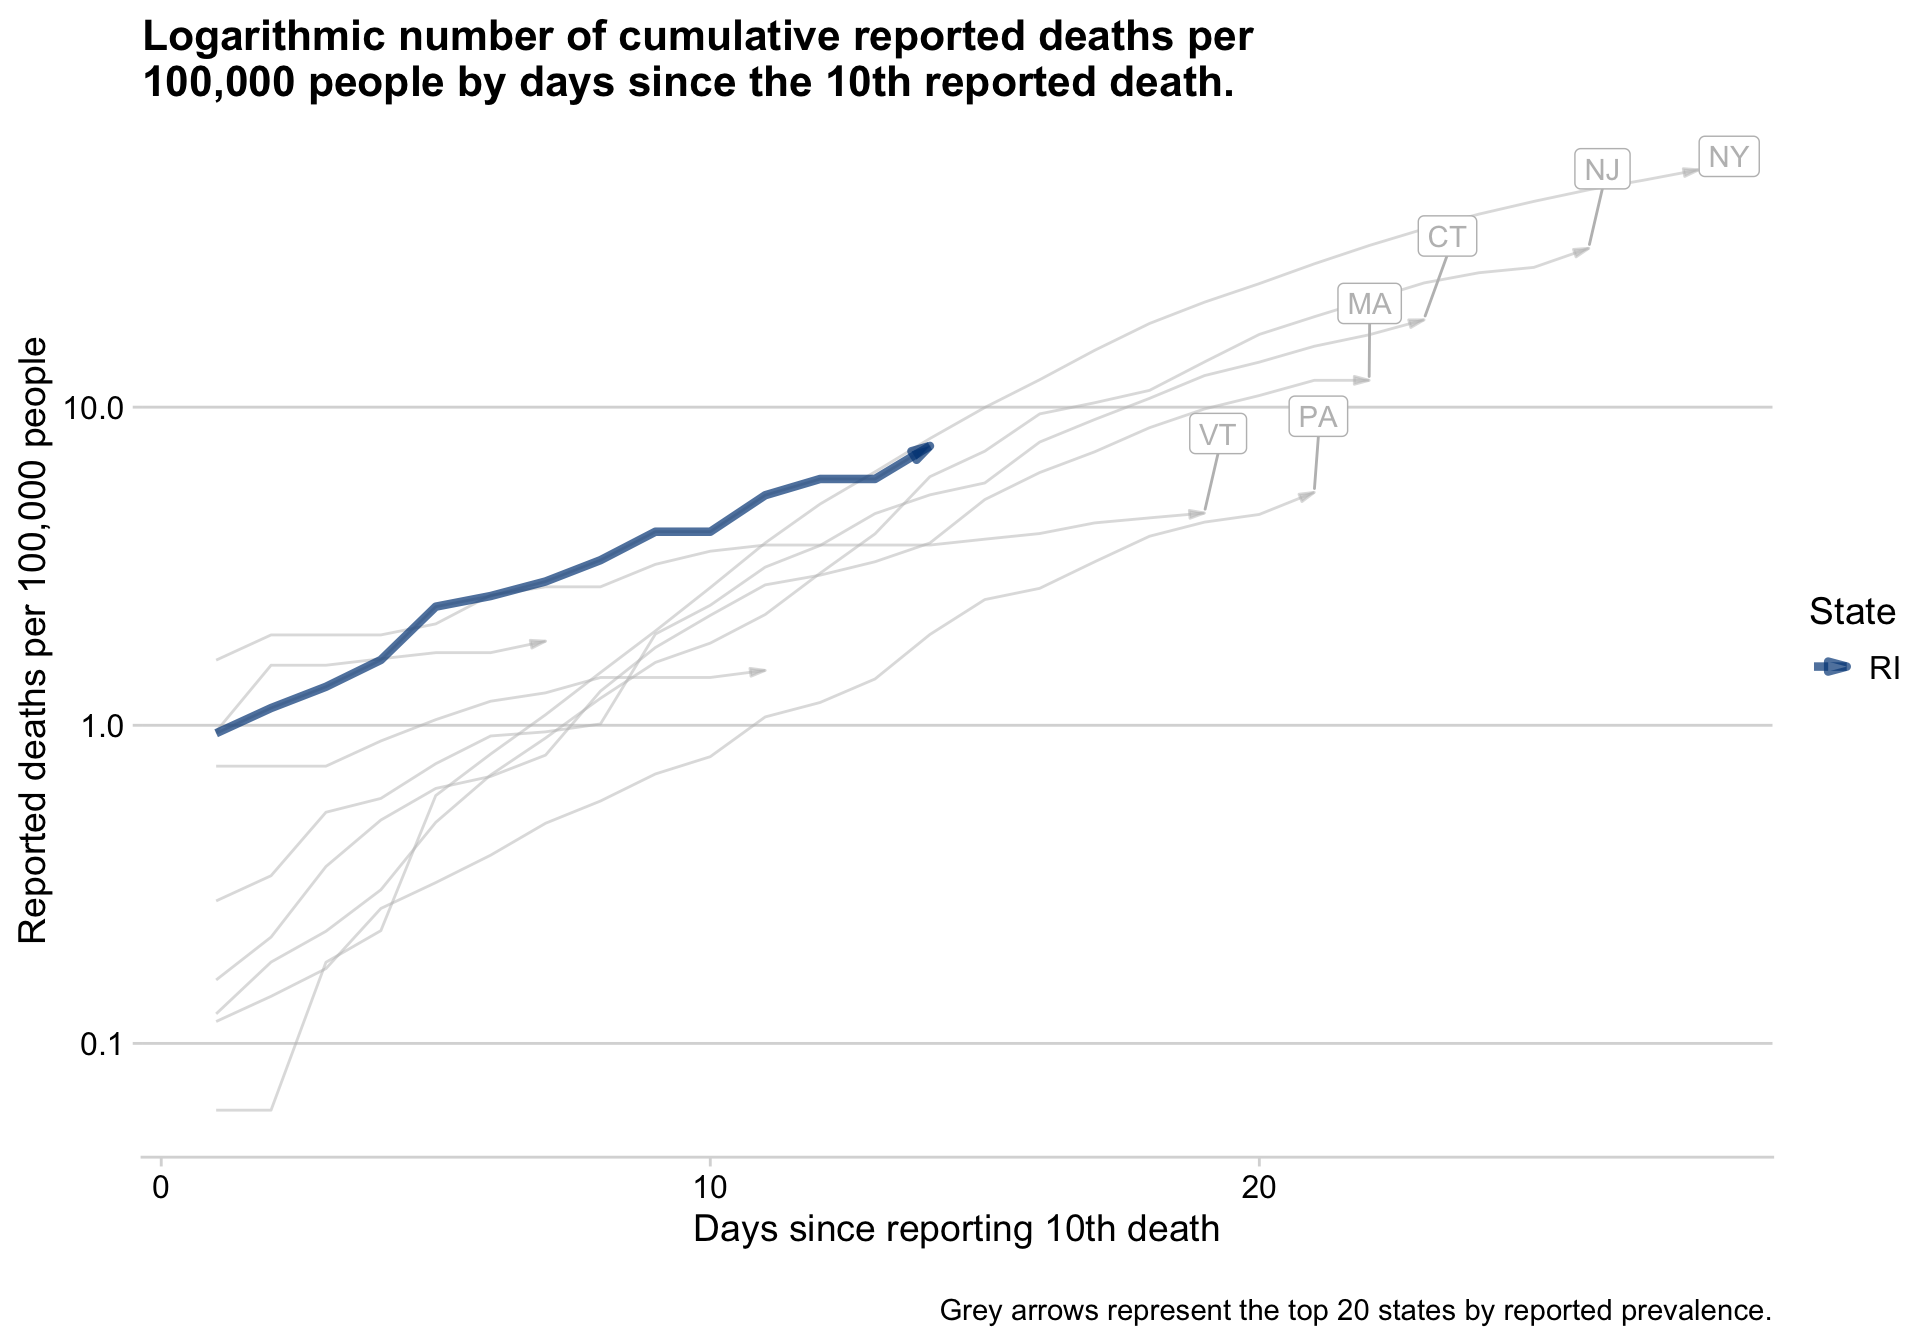 Logarithmic number of cumulative reported deaths per
100,000 people by days since the 10th reported death.
NY
NJ
CT
MA
PA
VT
Reported deaths per 100,000 people
10.0
1.0
0.1
State
RI
0
10
20
Days since reporting 10th death
Grey arrows represent the top 20 states by reported prevalence.